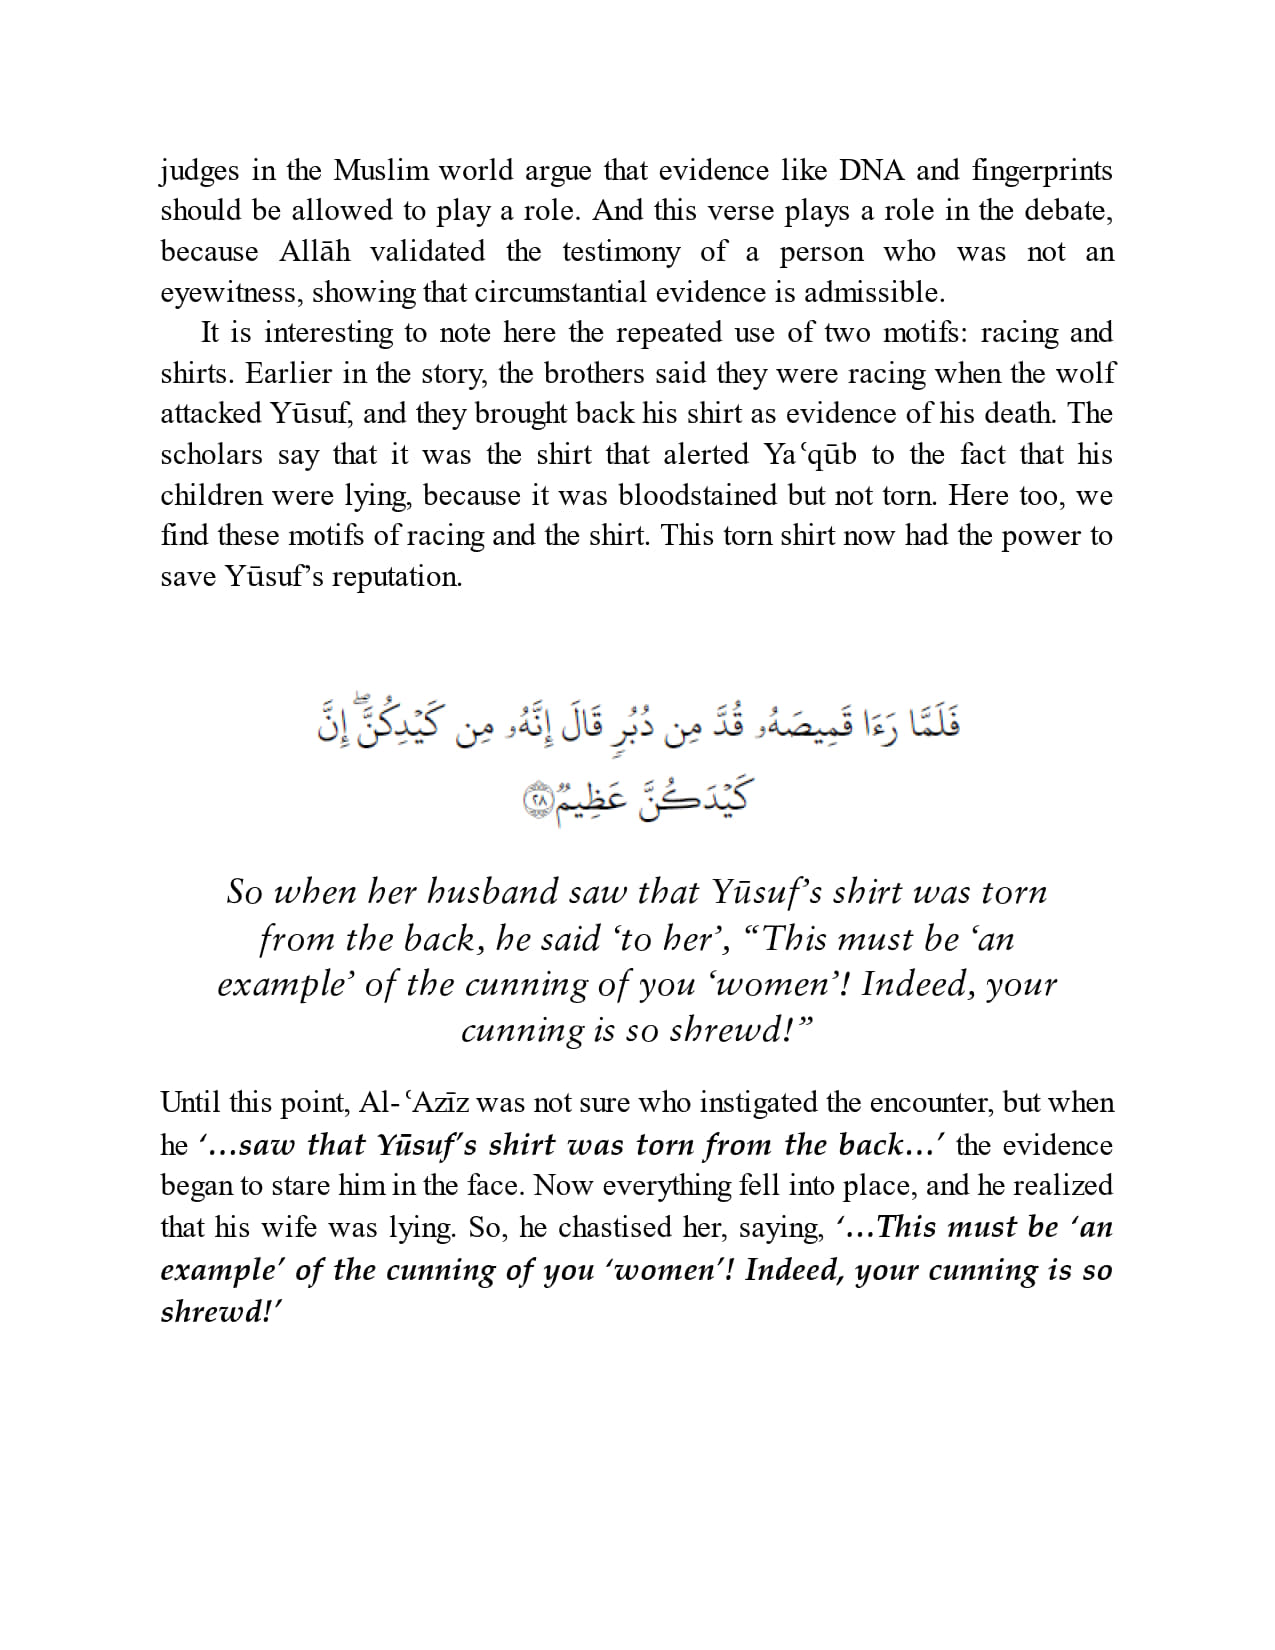 judges in the Muslim world argue that evidence like DNA and fingerprints
should be allowed to play a role. And this verse plays a role in the debate,
because Allāh validated the testimony of a person who was not an
eyewitness, showing that circumstantial evidence is admissible.
It is interesting to note here the repeated use of two motifs: racing and
shirts. Earlier in the story, the brothers said they were racing when the wolf
attacked Yūsuf, and they brought back his shirt as evidence of his death. The
scholars say that it was the shirt that alerted Yaʿqūb to the fact that his
children were lying, because it was bloodstained but not torn. Here too, we
find these motifs of racing and the shirt. This torn shirt now had the power to
save Yūsuf’s reputation.
فَلَمَّا رَءَا قَمِيصَهُۥ قُدَّ مِن دُبُرٍۢ قَالَ إِنَّهُۥ مِن كَيْدِكُنَّ ۖ إِنَّ
كَيْدَكُنَّ عَظِيمٌۭ ٢٨
So when her husband saw that Yūsuf’s shirt was torn
from the back, he said ‘to her’, “This must be ‘an
example’ of the cunning of you ‘women’! Indeed, your
cunning is so shrewd!”
Until this point, Al-ʿAzīz was not sure who instigated the encounter, but when
he ‘…saw that Yūsuf’s shirt was torn from the back…’ the evidence
began to stare him in the face. Now everything fell into place, and he realized
that his wife was lying. So, he chastised her, saying, ‘…This must be ‘an
example’ of the cunning of you ‘women’! Indeed, your cunning is so
shrewd!’